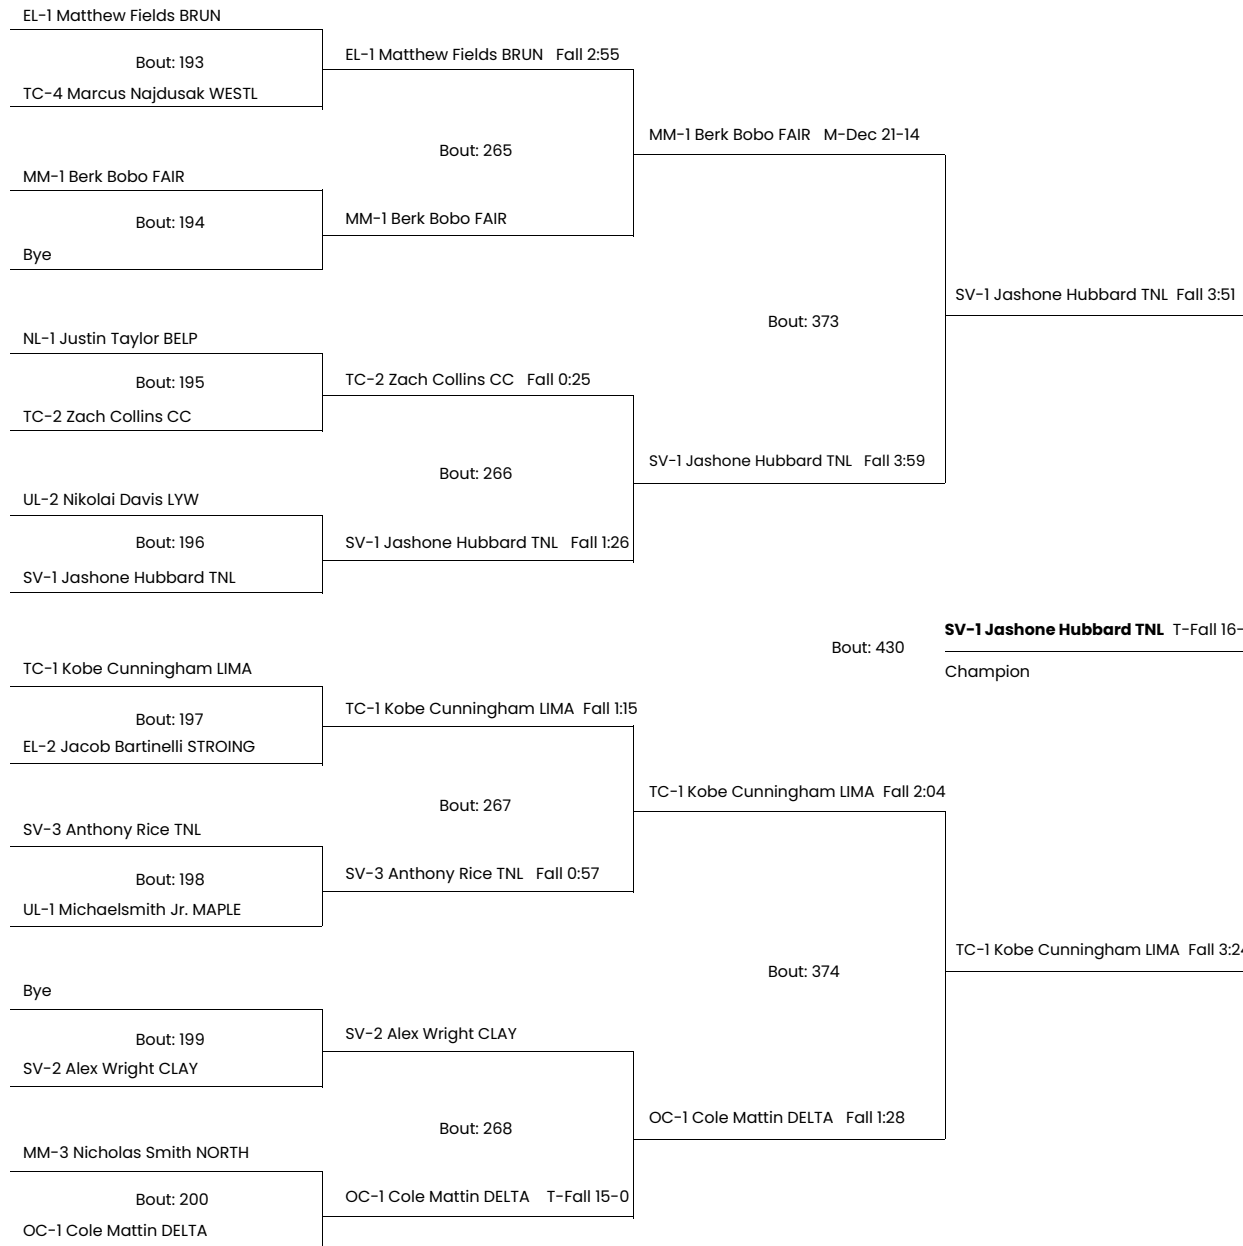 EL-1 Matthew Fields BRUN
Bout: 193
TC-4 Marcus Najdusak WESTL
EL-1 Matthew Fields BRUN Fall 2:55
Bout: 265
MM-1 Berk Bobo FAIR
Bout: 194
Bye
MM-1 Berk Bobo FAIR
MM-1 Berk Bobo FAIR M-Dec 21-14
Bout: 373
NL-1 Justin Taylor BELP
Bout: 195
TC-2 Zach Collins CC
TC-2 Zach Collins CC Fall 0:25
Bout: 266
UL-2 Nikolai Davis LYW
Bout: 196
SV-1 Jashone Hubbard TNL
SV-1 Jashone Hubbard TNL Fall 1:26
SV-1 Jashone Hubbard TNL Fall 3:59
SV-1 Jashone Hubbard TNL Fall 3:51
Bout: 430
SV-1 Jashone Hubbard TNL T-Fall 16-
Champion
TC-1 Kobe Cunningham LIMA
Bout: 197
EL-2 Jacob Bartinelli STROING
TC-1 Kobe Cunningham LIMA Fall 1:15
Bout: 267
SV-3 Anthony Rice TNL
Bout: 198
UL-1 Michaelsmith Jr. MAPLE
SV-3 Anthony Rice TNL Fall 0:57
TC-1 Kobe Cunningham LIMA Fall 2:04
Bout: 374
Bye
Bout: 199
SV-2 Alex Wright CLAY
SV-2 Alex Wright CLAY
Bout: 268
MM-3 Nicholas Smith NORTH
Bout: 200
OC-1 Cole Mattin DELTA
OC-1 Cole Mattin DELTA T-Fall 15-0
OC-1 Cole Mattin DELTA Fall 1:28
TC-1 Kobe Cunningham LIMA Fall 3:24